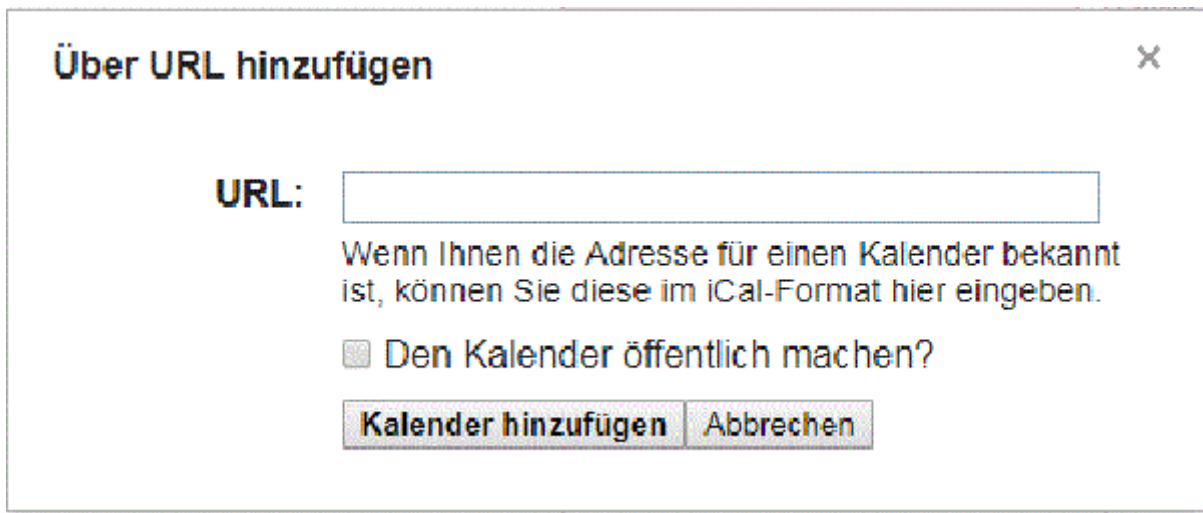 Über URL hinzufügen
URL:
Wenn Ihnen die Adresse für einen Kalender bekannt
ist, können Sie diese im iCal-Format hier eingeben.
Den Kalender öffentlich machen?
Kalender hinzufügen Abbrechen